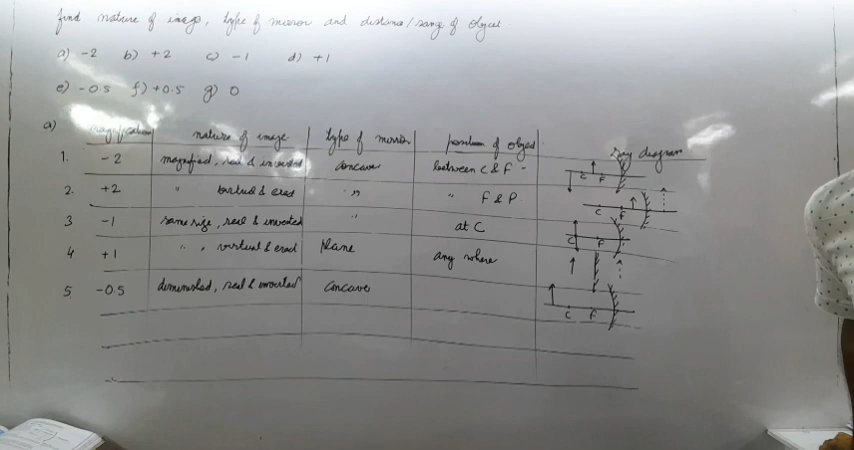 find nature of image, type of mirror and distance/range of object
a) -2 b) +2 c) -1 d) +1
e) -0.5 f) +0.5 g) 0
a) magnification nature of image type of mirror position of object Ray diagram
1. -2 magnified, real & inverted concave between C & F -
2. +2 " virtual & erect " " F & P
3 -1 same size, real & inverted " at C
4 +1 " , virtual & erect plane any where
5. -0.5 diminished, real & inverted concave
C F
C F
C F
C F